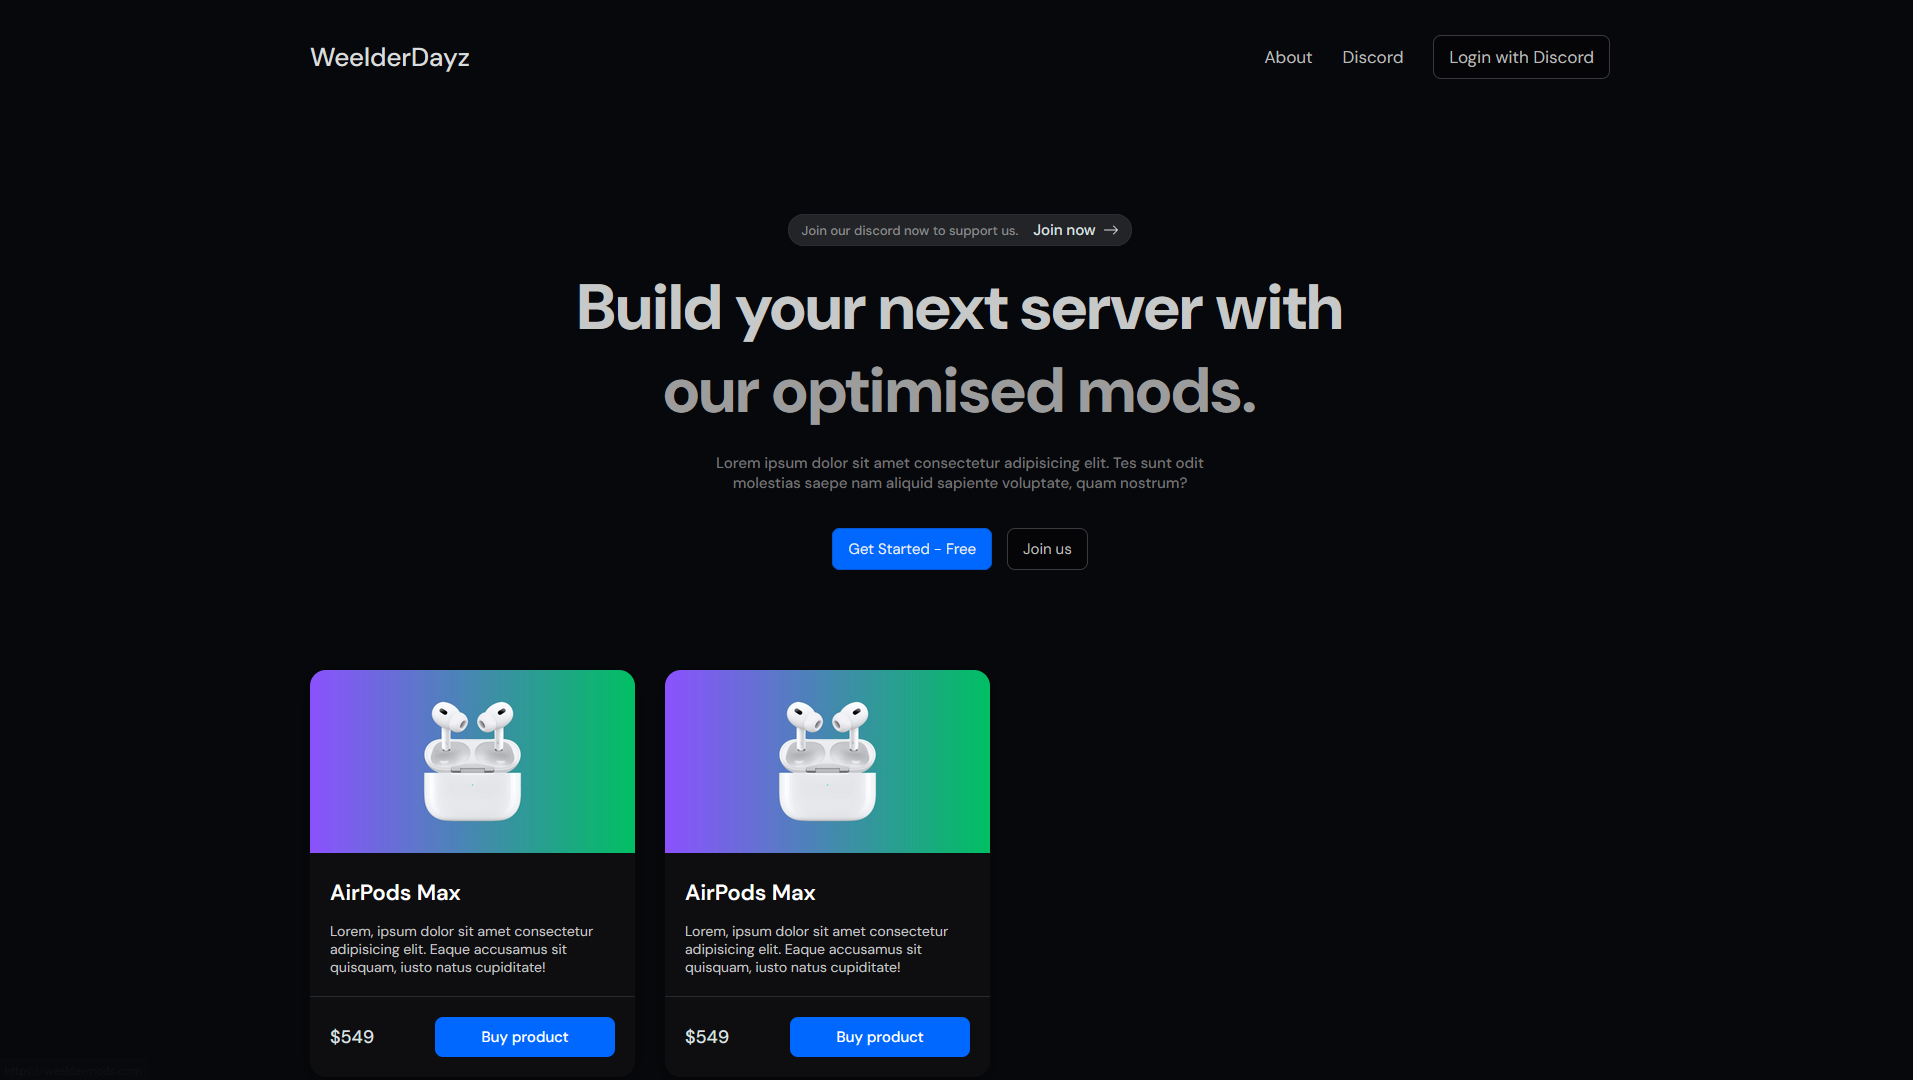 WeelderDayz
About Discord Login with Discord
Join our discord now to support us. Join now →
Build your next server with
our optimised mods.
Lorem ipsum dolor sit amet consectetur adipisicing elit. Tes sunt odit
molestias saepe nam aliquid sapiente voluptate, quam nostrum?
Get Started - Free Join us
AirPods Max
Lorem, ipsum dolor sit amet consectetur
adipisicing elit. Eaque accusamus sit
quisquam, iusto natus cupiditate!
$549 Buy product
AirPods Max
Lorem, ipsum dolor sit amet consectetur
adipisicing elit. Eaque accusamus sit
quisquam, iusto natus cupiditate!
$549 Buy product